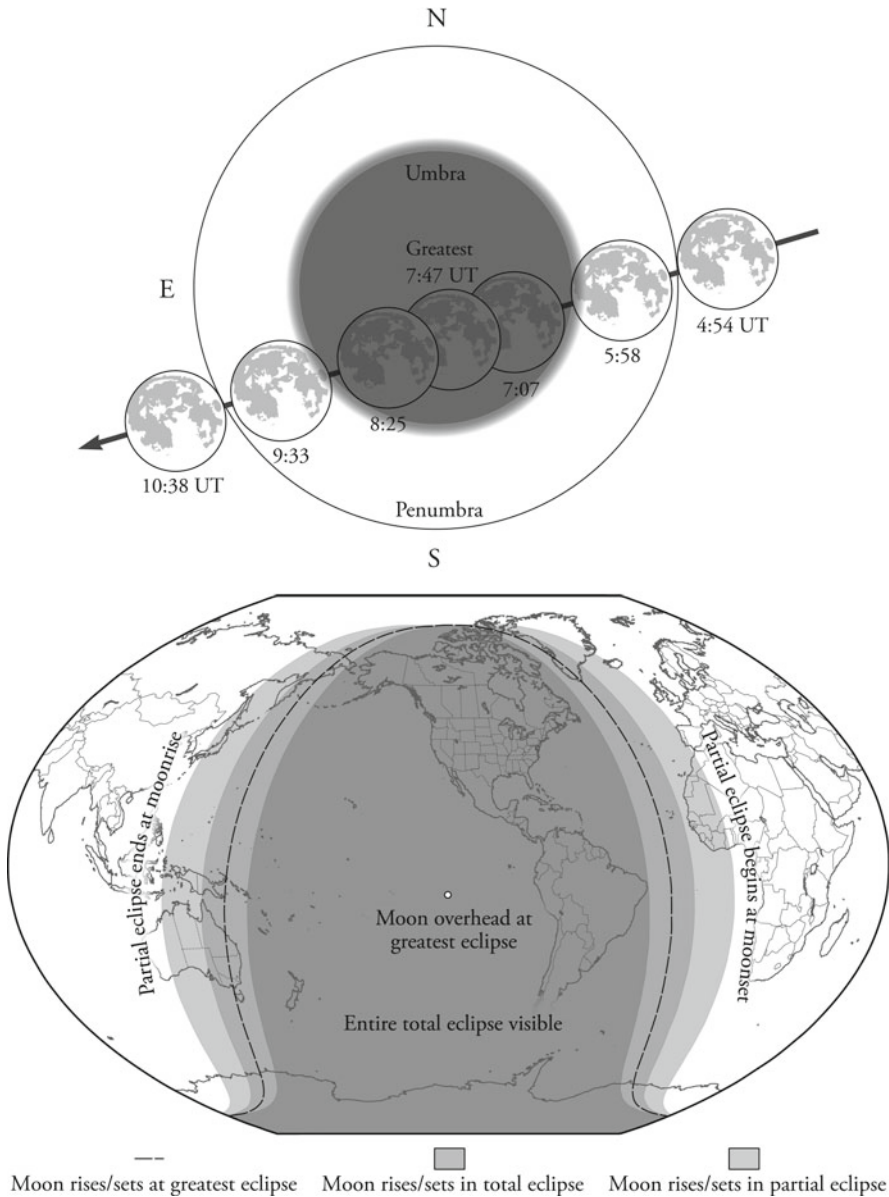 N
Umbra
Greatest
7:47 UT
E
4:54 UT
5:58
7:07
8:25
9:33
10:38 UT
Penumbra
S
Partial eclipse ends at moonrise
Partial eclipse begins at moonset
Moon overhead at
greatest eclipse
Entire total eclipse visible
Moon rises/sets at greatest eclipse
Moon rises/sets in total eclipse
Moon rises/sets in partial eclipse